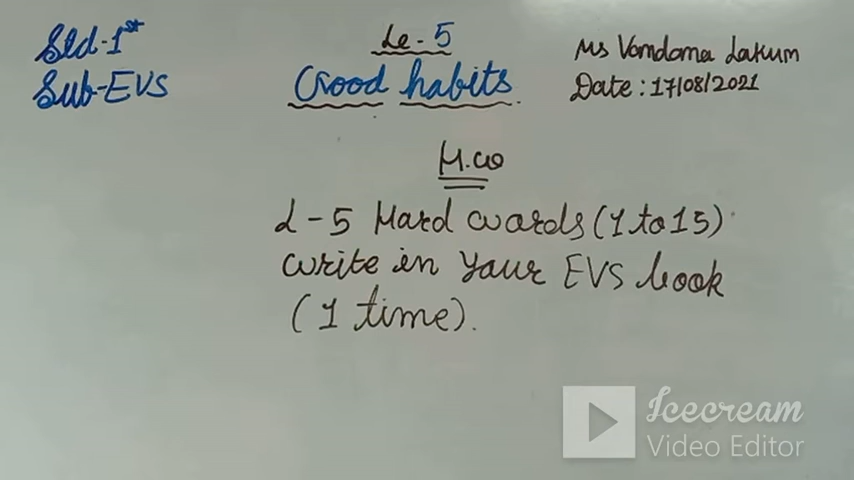 Std-1st
Sub-EVS
Le-5
Good habits
Ms Vandana Lakum
Date : 17/08/2021
H.W
L-5 Hard words (1 to 15)
write in your EVS book
(1 time).
Icecream
Video Editor